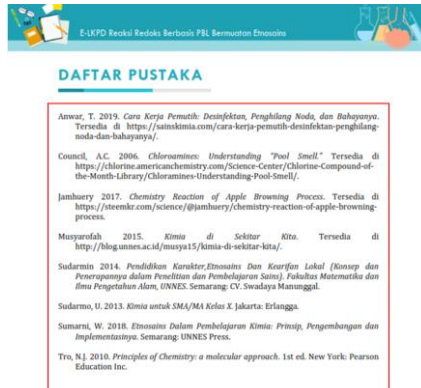 E-LKPD Reaksi Redoks Berbasis PBL Bermuatan Etnosains
DAFTAR PUSTAKA
Anwar, T. 2019. Cara Kerja Pemutih: Desinfektan, Penghilang Noda, dan Bahayanya.
Tersedia di https://sainskimia.com/cara-kerja-pemutih-desinfektan-penghilang-
noda-dan-bahayanya/.
Council, A.C. 2006. Chloroamines: Understanding "Pool Smell." Tersedia di
https://chlorine.americanchemistry.com/Science-Center/Chlorine-Compound-of-
the-Month-Library/Chloramines-Understanding-Pool-Smell/.
Jamhuery 2017. Chemistry Reaction of Apple Browning Process. Tersedia di
https://steemkr.com/science/@jamhuery/chemistry-reaction-of-apple-browning-
process.
Musyarofah 2015. Kimia di Sekitar Kita. Tersedia di
http://blog.unnes.ac.id/musya15/kimia-di-sekitar-kita/.
Sudarmin 2014. Pendidikan Karakter,Etnosains Dan Kearifan Lokal (Konsep dan
Penerapannya dalam Penelitian dan Pembelajaran Sains). Fakultas Matematika dan
Ilmu Pengetahuan Alam, UNNES. Semarang: CV. Swadaya Manunggal.
Sudarmo, U. 2013. Kimia untuk SMA/MA Kelas X. Jakarta: Erlangga.
Sumarni, W. 2018. Etnosains Dalam Pembelajaran Kimia: Prinsip, Pengembangan dan
Implementasinya. Semarang: UNNES Press.
Tro, N.J. 2010. Principles of Chemistry: a molecular approach. 1st ed. New York: Pearson
Education Inc.